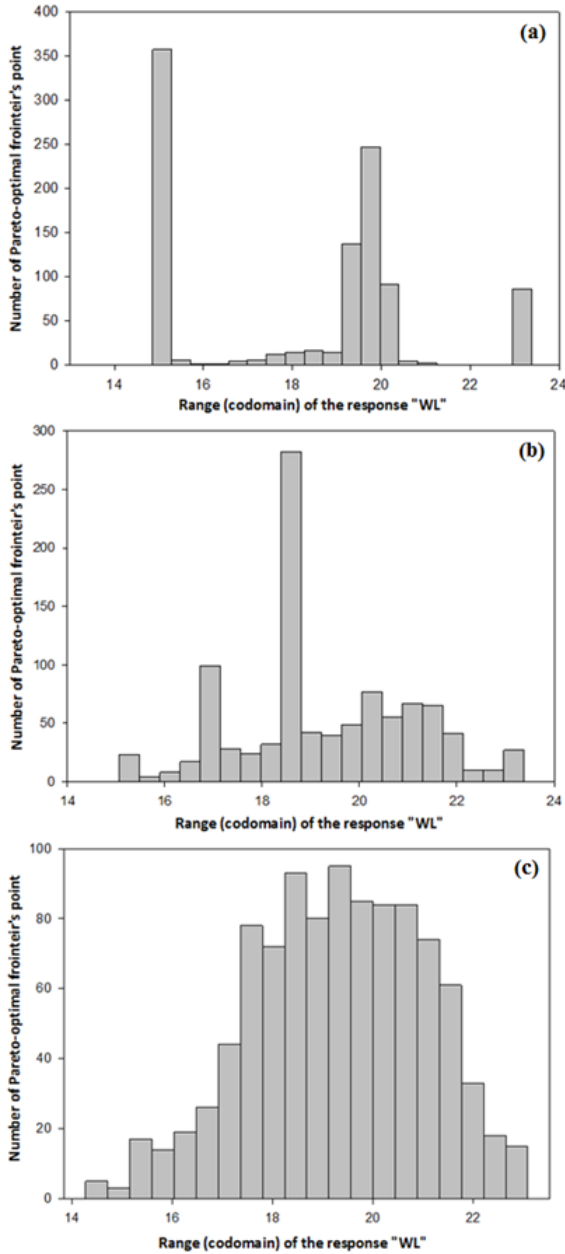 (a)
Number of Pareto-optimal frointeir's point
400
350
300
250
200
150
100
50
0
14 16 18 20 22 24
Range (codomain) of the response "WL"
(b)
Number of Pareto-optimal frointeir's point
300
250
200
150
100
50
0
14 16 18 20 22 24
Range (codomain) of the response "WL"
(c)
Number of Pareto-optimal frointeir's point
100
80
60
40
20
0
14 16 18 20 22
Range (codomain) of the response "WL"